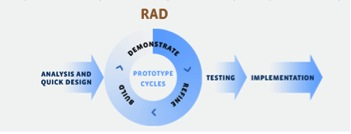 RAD
ANALYSIS AND
QUICK DESIGN
DEMONSTRATE
REFINE
BUILD
PROTOTYPE
CYCLES
TESTING
IMPLEMENTATION